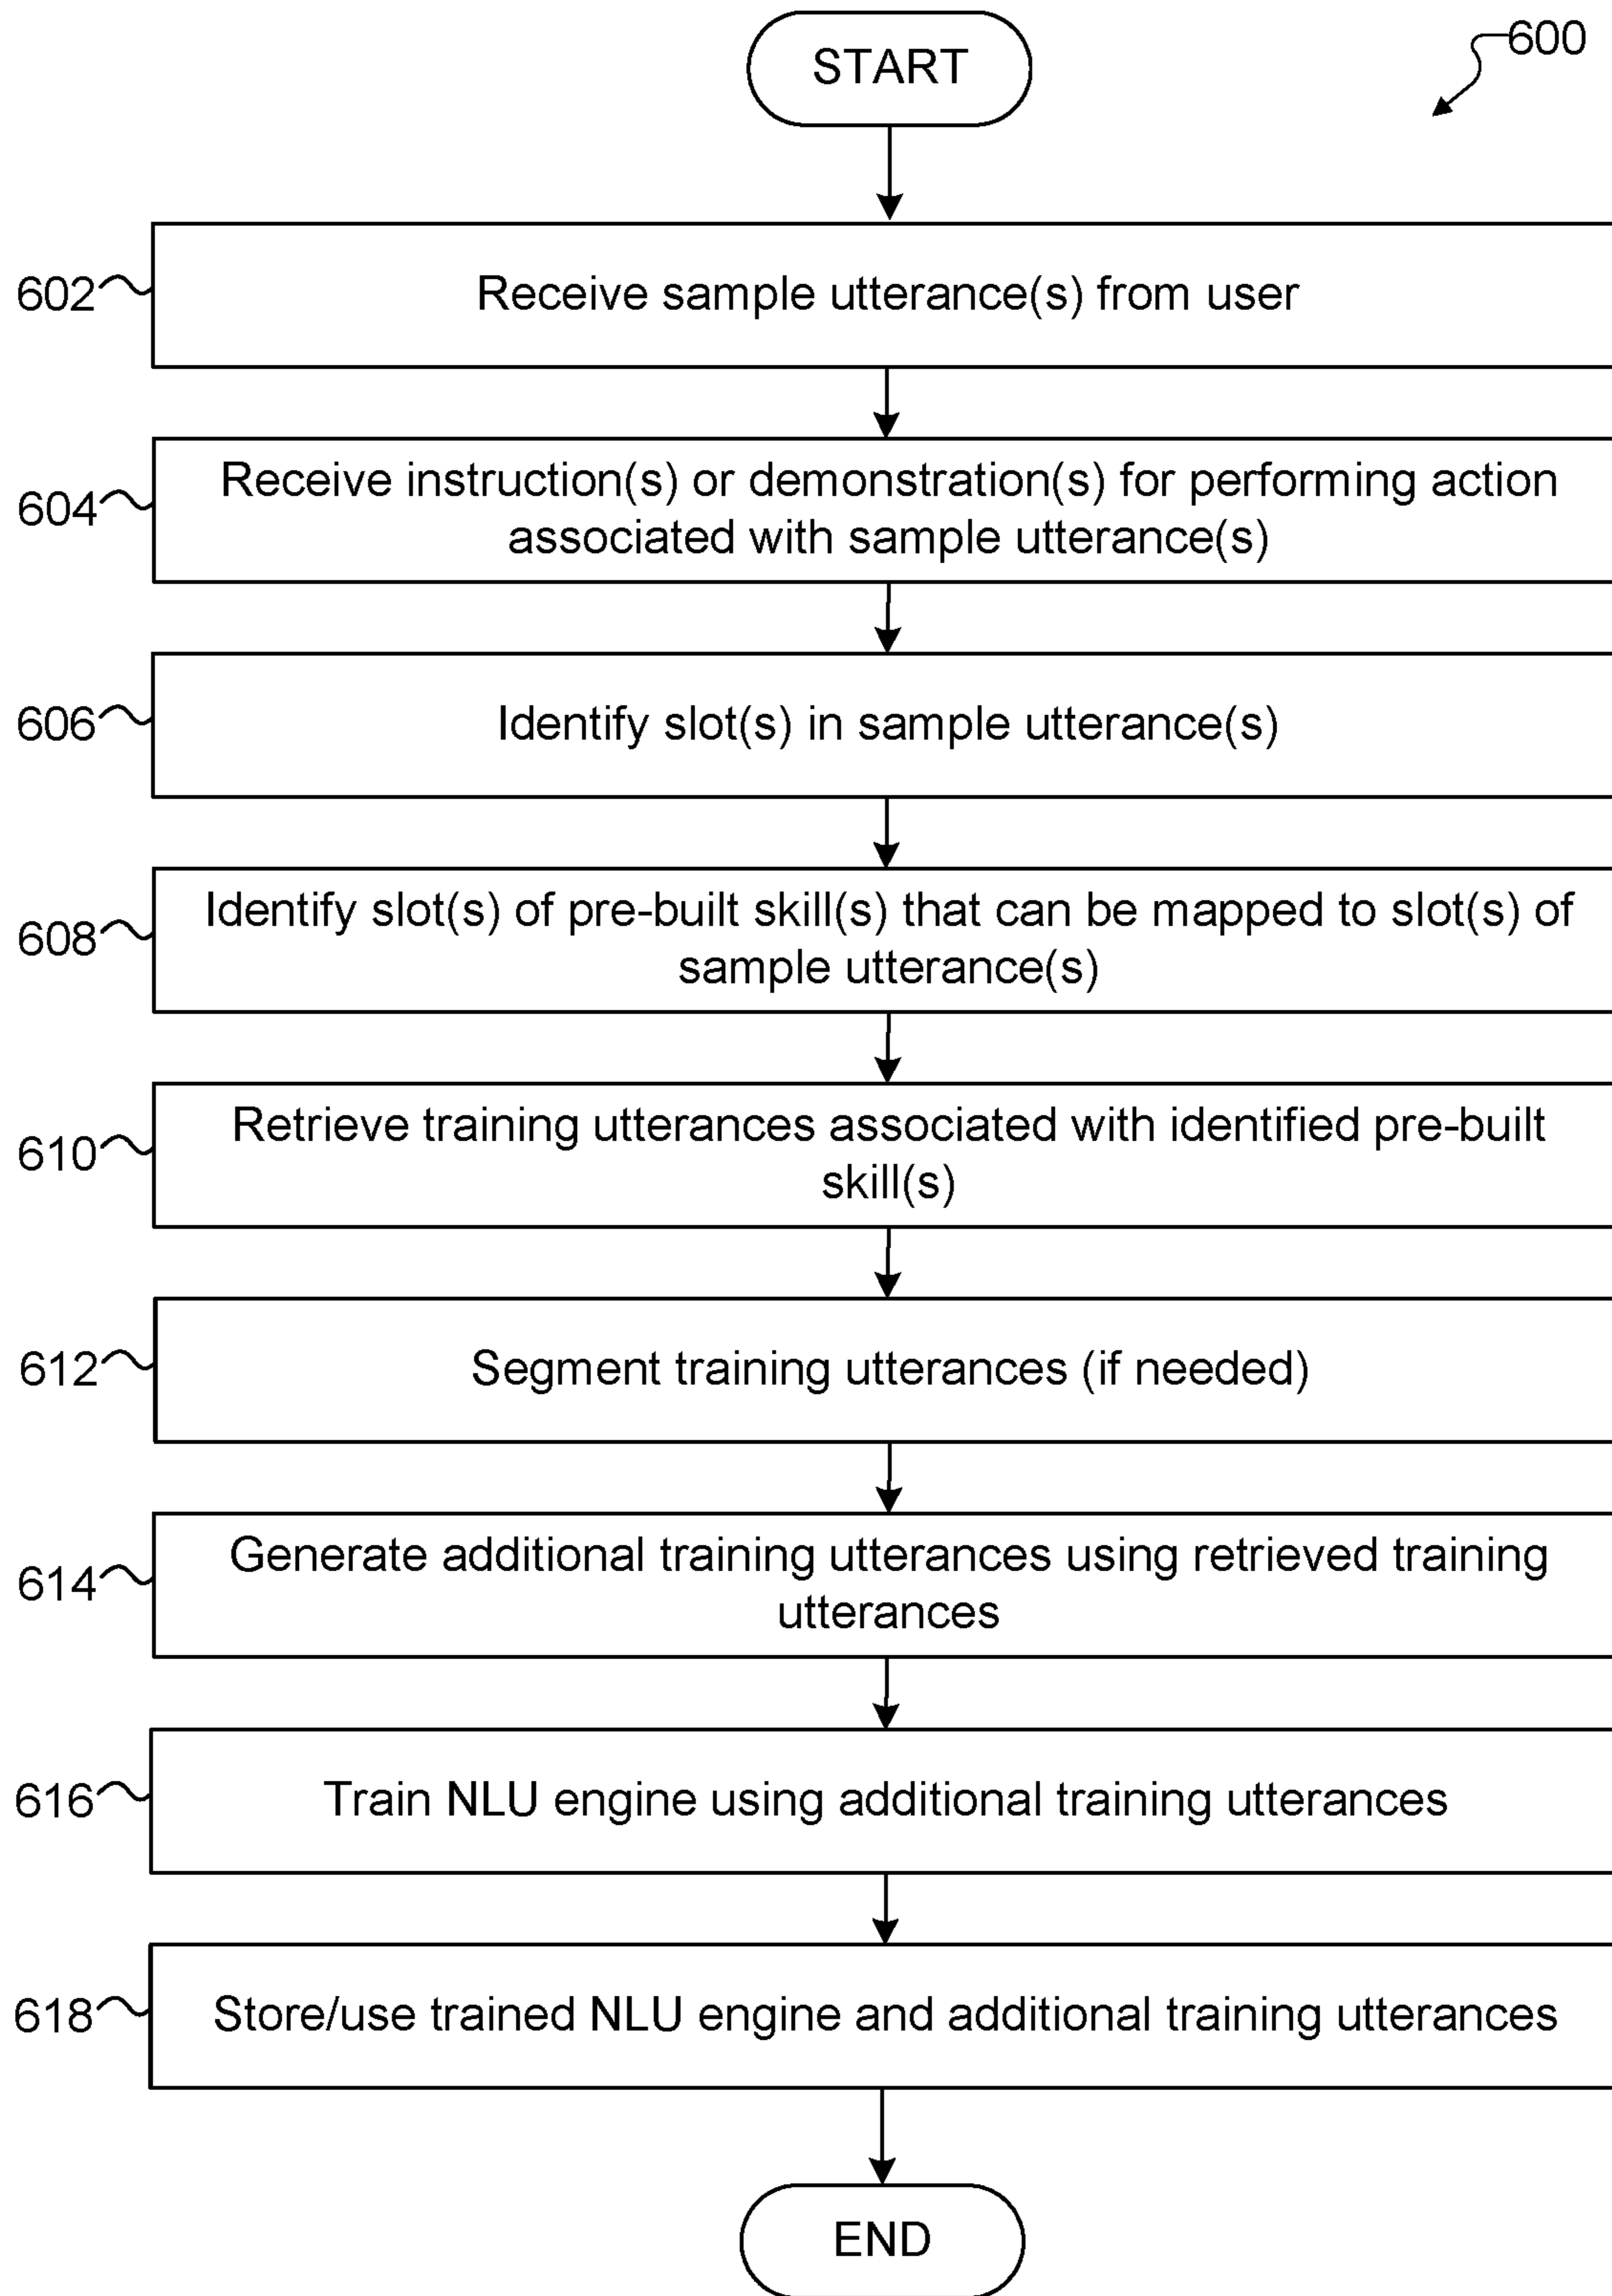 START
600
602
Receive sample utterance(s) from user
604
Receive instruction(s) or demonstration(s) for performing action
associated with sample utterance(s)
606
Identify slot(s) in sample utterance(s)
608
Identify slot(s) of pre-built skill(s) that can be mapped to slot(s) of
sample utterance(s)
610
Retrieve training utterances associated with identified pre-built
skill(s)
612
Segment training utterances (if needed)
614
Generate additional training utterances using retrieved training
utterances
616
Train NLU engine using additional training utterances
618
Store/use trained NLU engine and additional training utterances
END